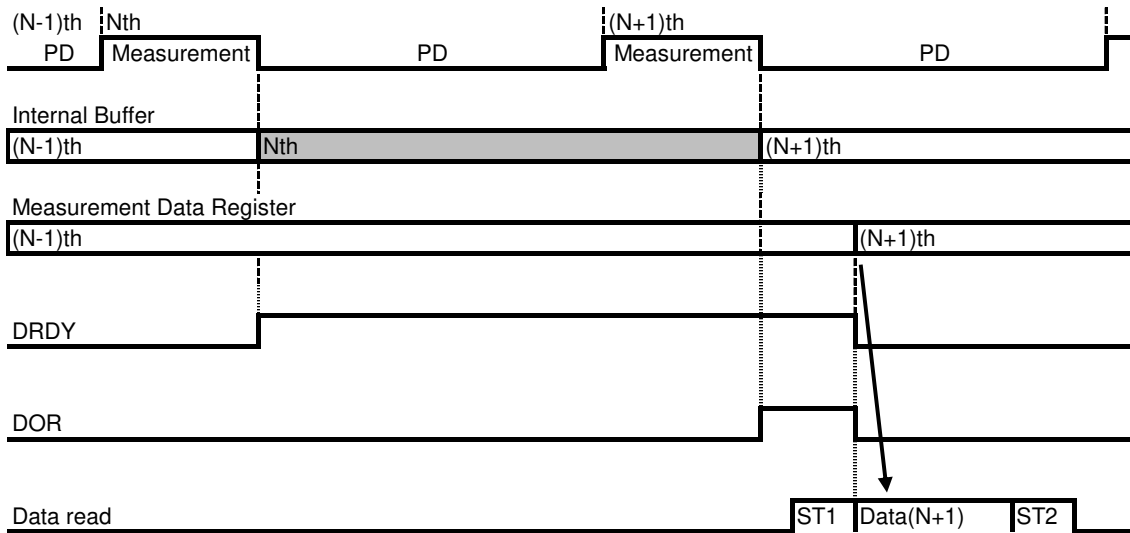 (N-1)th Nth (N+1)th
PD Measurement PD Measurement PD
Internal Buffer
(N-1)th Nth (N+1)th
Measurement Data Register
(N-1)th (N+1)th
DRDY
DOR
Data read ST1 Data(N+1) ST2